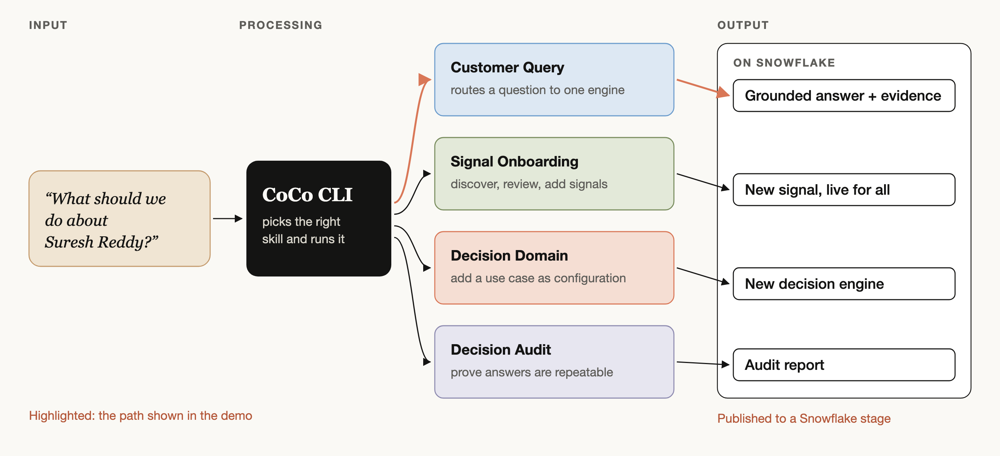 INPUT
PROCESSING
OUTPUT
“What should we
do about
Suresh Reddy?”
CoCo CLI
picks the right
skill and runs it
Customer Query
routes a question to one engine
Signal Onboarding
discover, review, add signals
Decision Domain
add a use case as configuration
Decision Audit
prove answers are repeatable
ON SNOWFLAKE
Grounded answer + evidence
New signal, live for all
New decision engine
Audit report
Highlighted: the path shown in the demo
Published to a Snowflake stage